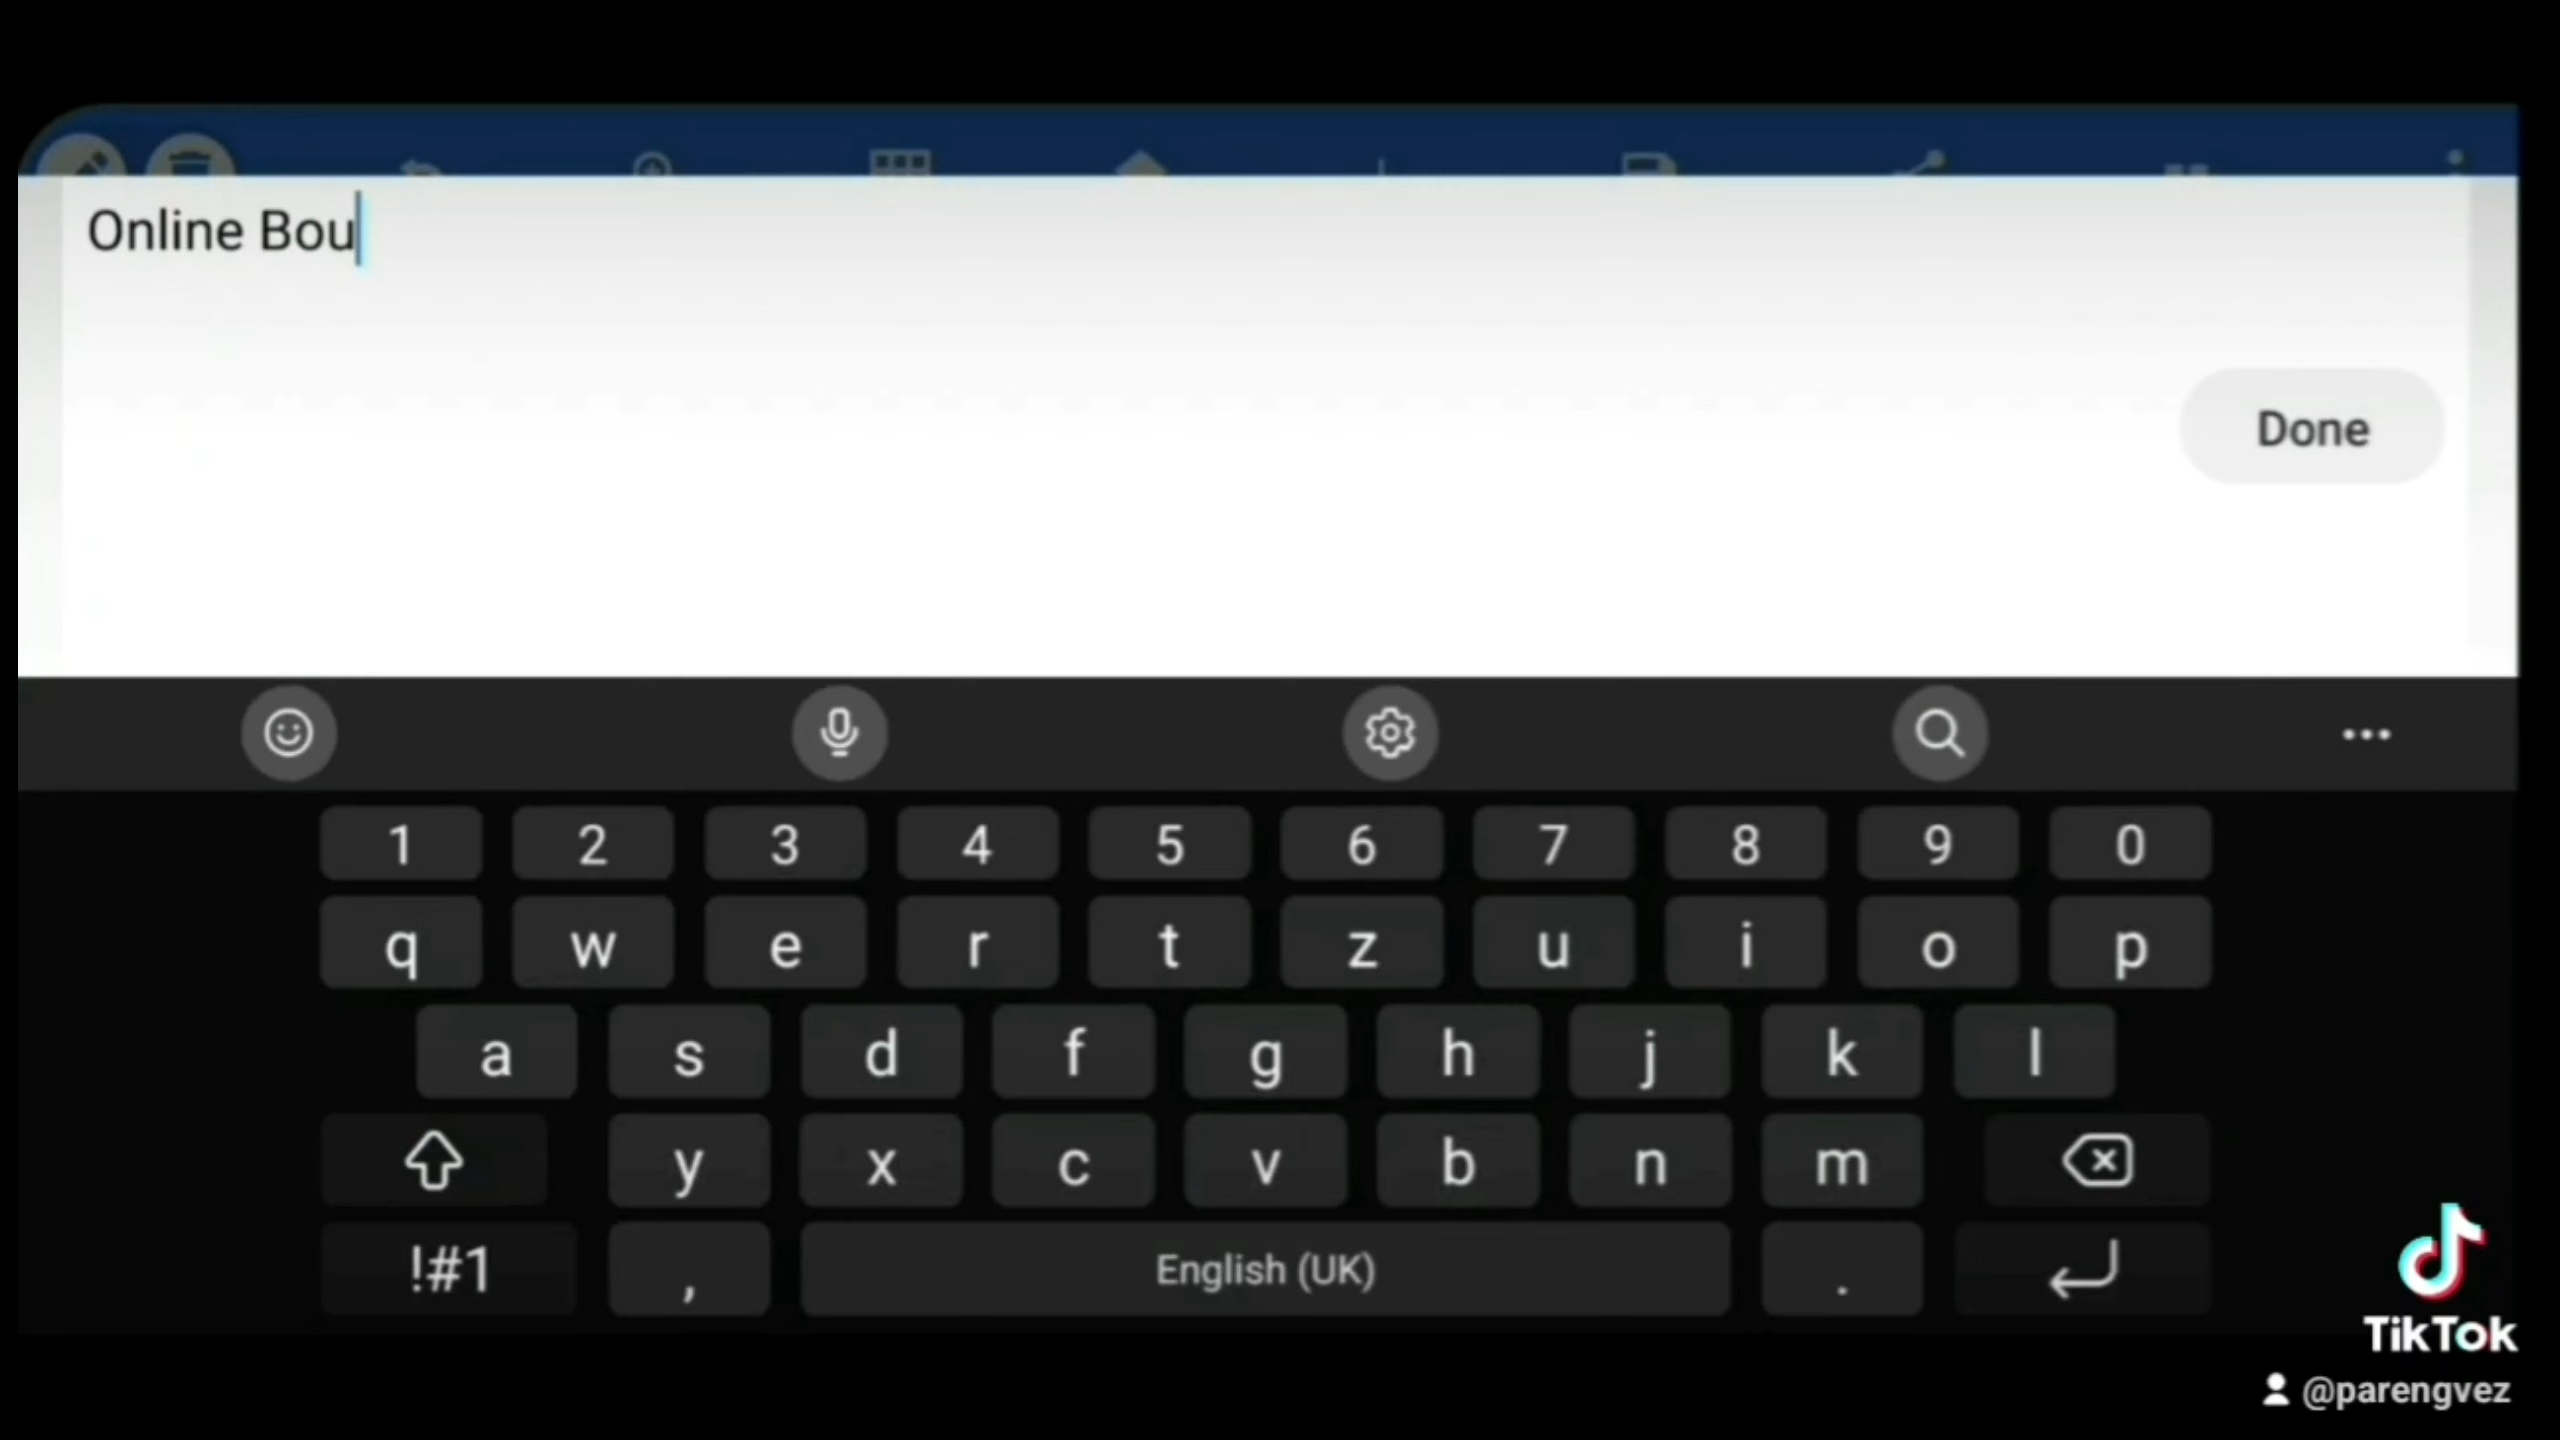 Online Bou
Done
1 2 3 4 5 6 7 8 9 0
q w e r t z u i o p
a s d f g h j k l
y x c v b n m
!#1 , English (UK) .
TikTok
@parengvez